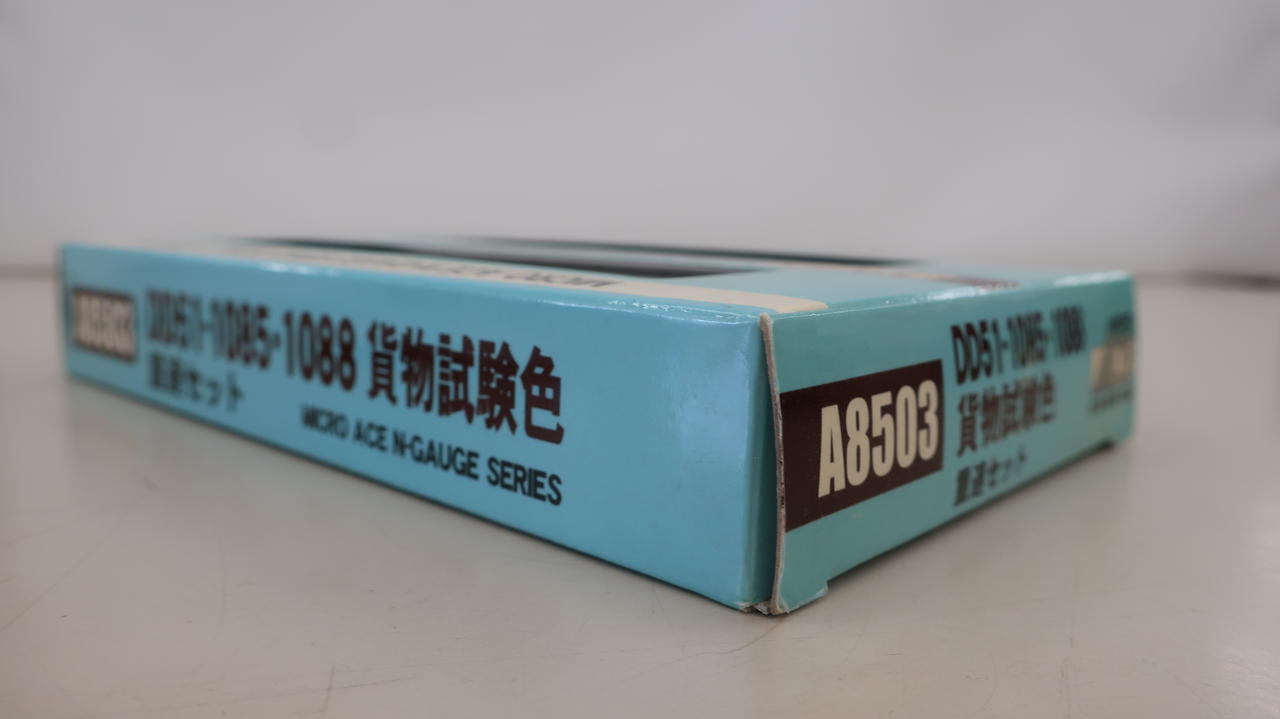 A8503
DD51-1085・1088 貨物試験色
重連セット
MICRO ACE N-GAUGE SERIES
A8503
DD51-1085・1088
貨物試験色
重連セット